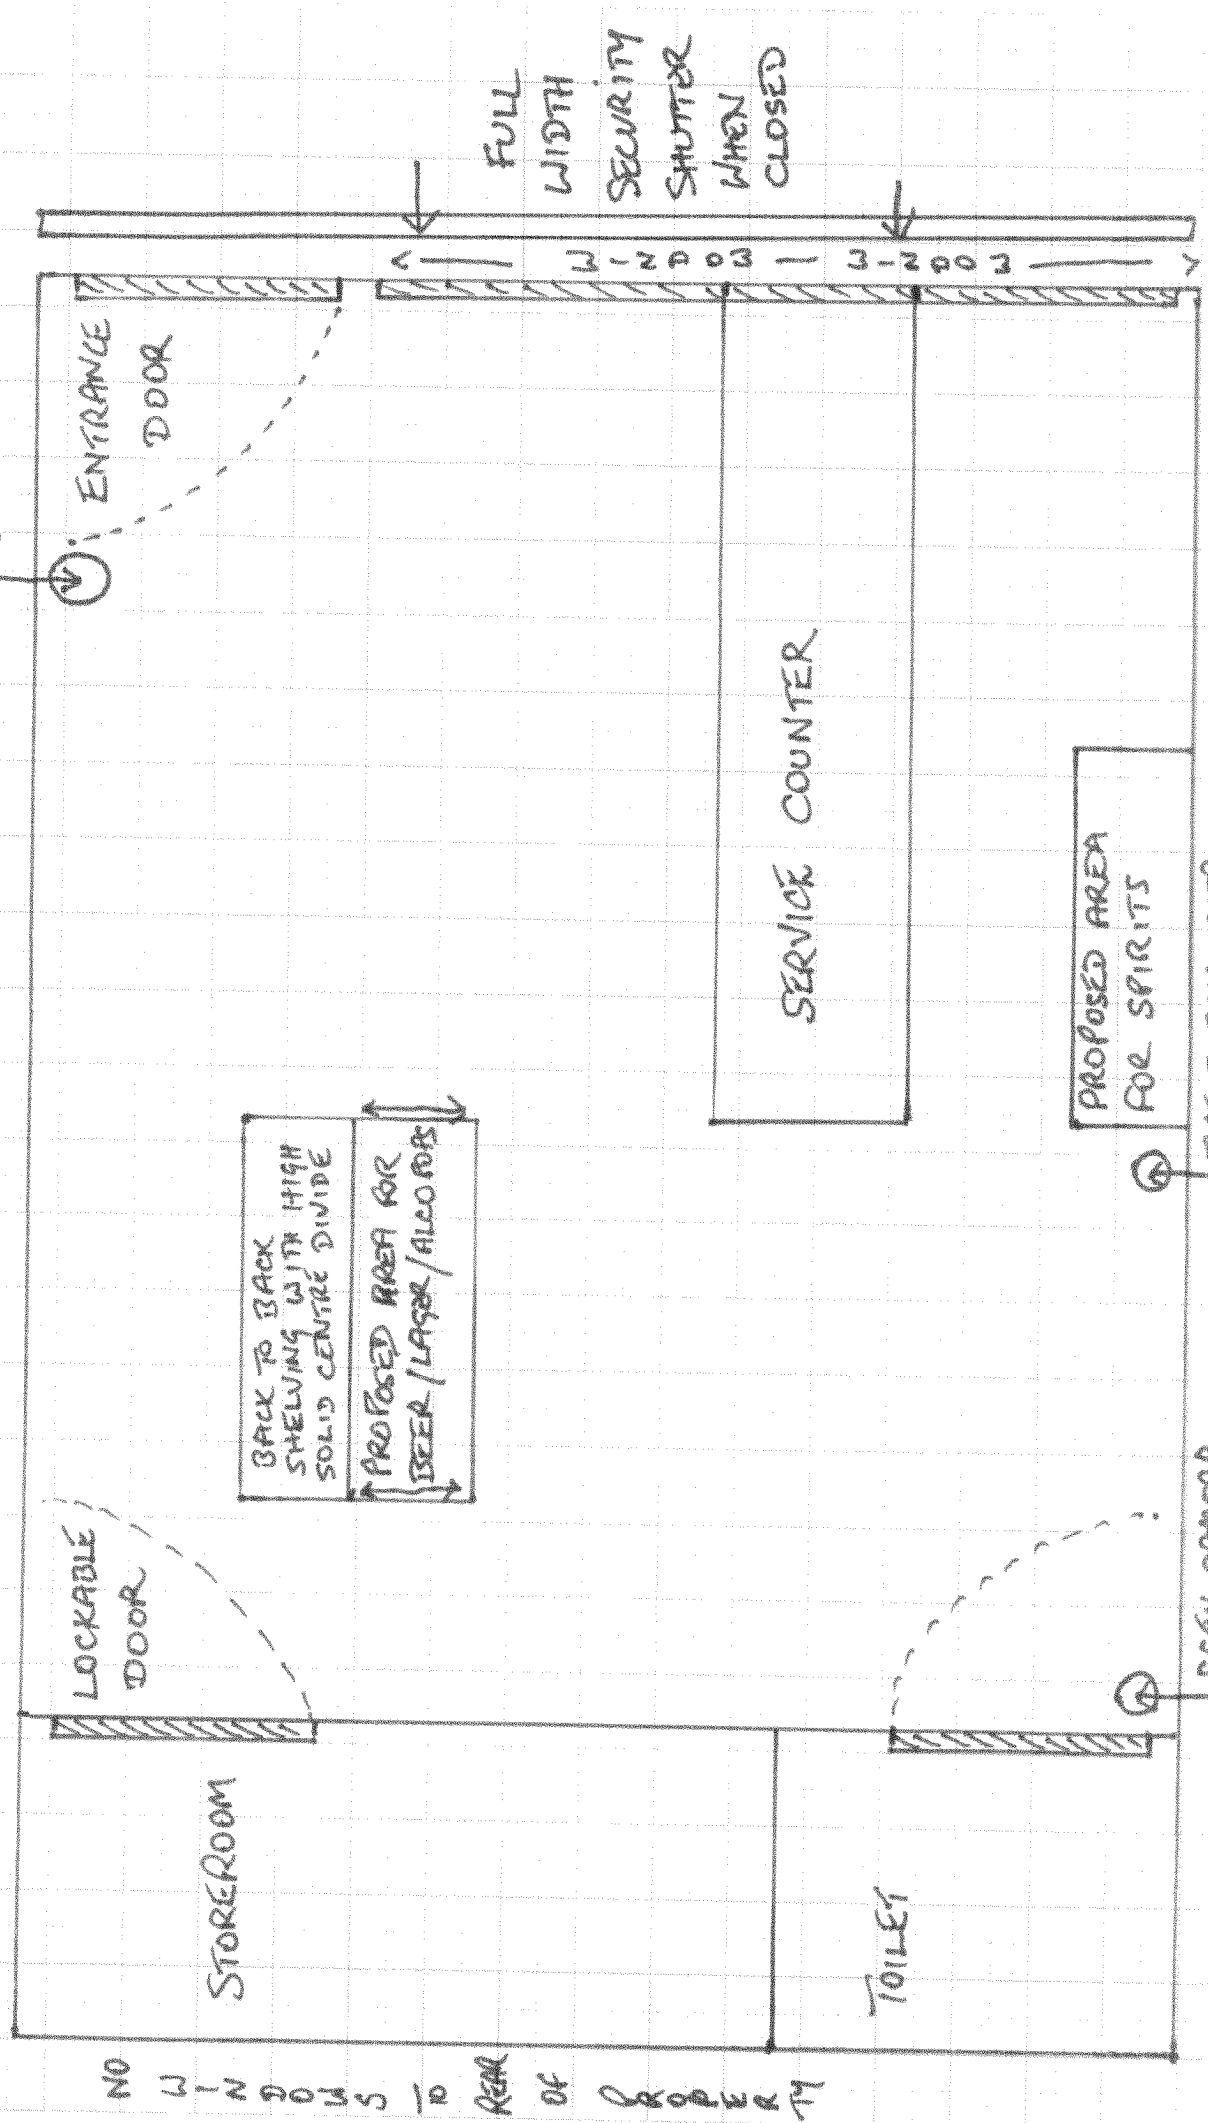 FULL
WIDTH
SECURITY
SHUTTER
WHEN
CLOSED
WINDOW — WINDOW
ENTRANCE
DOOR
SERVICE COUNTER
PROPOSED AREA
FOR SPIRITS
BACK TO BACK
SHELVING WITH HIGH
SOLID CENTRE DIVIDE
PROPOSED AREA FOR
BEER/LAGER/ALCOPOPS
LOCKABLE
DOOR
STOREROOM
TOILET
NO WINDOWS TO REAR OF PROPERTY